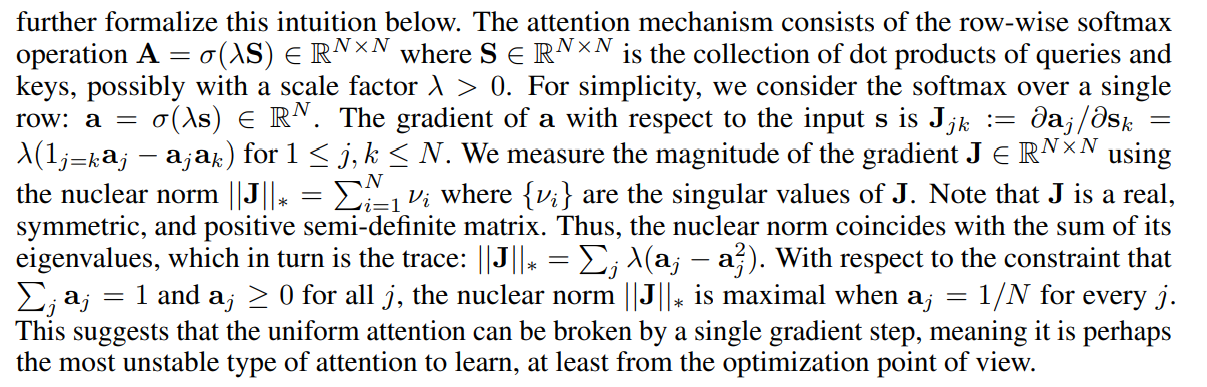 further formalize this intuition below. The attention mechanism consists of the row-wise softmax
operation A = σ(λS) ∈ ℝ^{N×N} where S ∈ ℝ^{N×N} is the collection of dot products of queries and
keys, possibly with a scale factor λ > 0. For simplicity, we consider the softmax over a single
row: a = σ(λs) ∈ ℝ^N. The gradient of a with respect to the input s is J_{jk} := ∂a_j/∂s_k =
λ(1_{j=k}a_j − a_ja_k) for 1 ≤ j, k ≤ N. We measure the magnitude of the gradient J ∈ ℝ^{N×N} using
the nuclear norm ||J||_* = ∑_{i=1}^N ν_i where {ν_i} are the singular values of J. Note that J is a real,
symmetric, and positive semi-definite matrix. Thus, the nuclear norm coincides with the sum of its
eigenvalues, which in turn is the trace: ||J||_* = ∑_j λ(a_j − a_j^2). With respect to the constraint that
∑_j a_j = 1 and a_j ≥ 0 for all j, the nuclear norm ||J||_* is maximal when a_j = 1/N for every j.
This suggests that the uniform attention can be broken by a single gradient step, meaning it is perhaps
the most unstable type of attention to learn, at least from the optimization point of view.